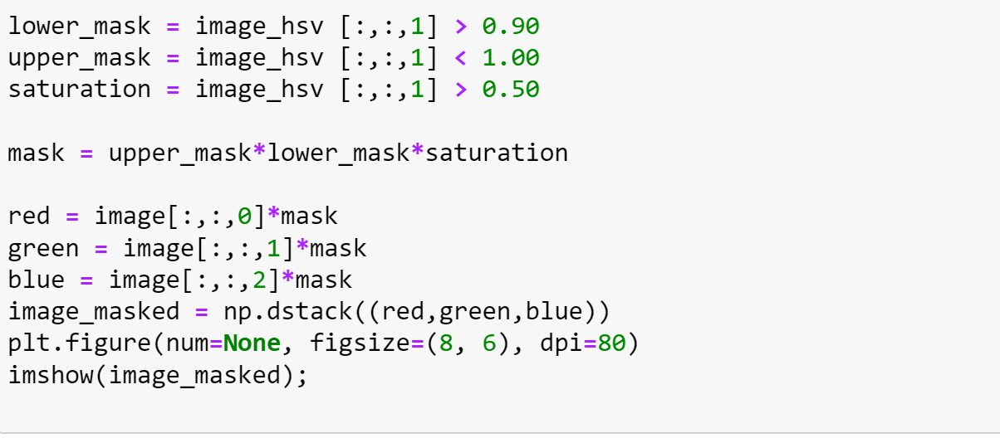 lower_mask = image_hsv [:,:,1] > 0.90
upper_mask = image_hsv [:,:,1] < 1.00
saturation = image_hsv [:,:,1] > 0.50
mask = upper_mask*lower_mask*saturation
red = image[:,:,0]*mask
green = image[:,:,1]*mask
blue = image[:,:,2]*mask
image_masked = np.dstack((red,green,blue))
plt.figure(num=None, figsize=(8, 6), dpi=80)
imshow(image_masked);